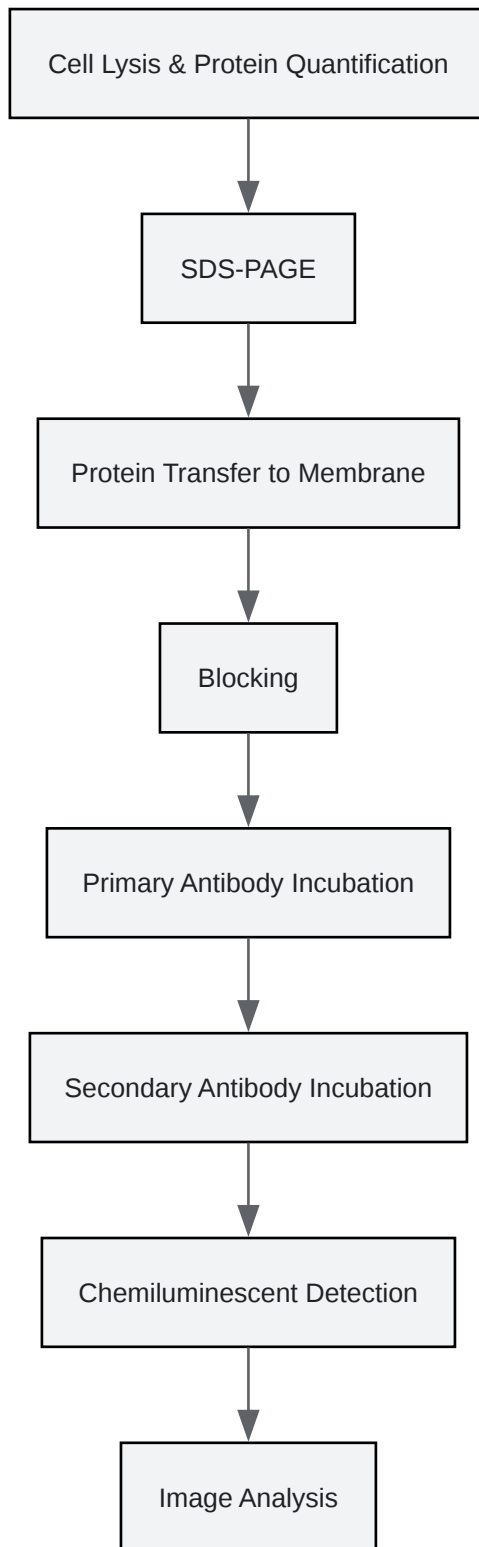 Cell Lysis & Protein Quantification
SDS-PAGE
Protein Transfer to Membrane
Blocking
Primary Antibody Incubation
Secondary Antibody Incubation
Chemiluminescent Detection
Image Analysis